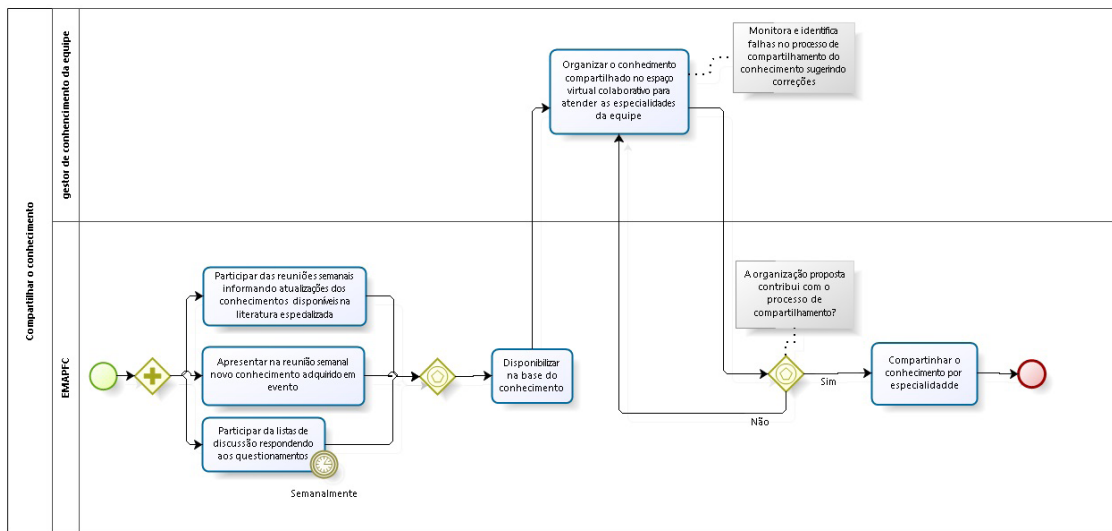 Compartilhar o conhecimento
gestor de conhencimento da equipe
Organizar o conhecimento
compartilhado no espaço
virtual colaborativo para
atender as especialidades
da equipe
Monitora e identifica
falhas no processo de
compartilhamento do
conhecimento sugerindo
correções
EMAPFC
Participar das reuniões semanais
informando atualizações dos
conhecimentos disponíveis na
literatura especializada
Apresentar na reunião semanal
novo conhecimento adquirido em
evento
Participar da listas de
discussão respondendo
aos questionamentos
Semanalmente
Disponibilizar
na base do
conhecimento
A organização proposta
contribui com o
processo de
compartilhamento?
Sim
Não
Compartinhar o
conhecimento por
especialidadde